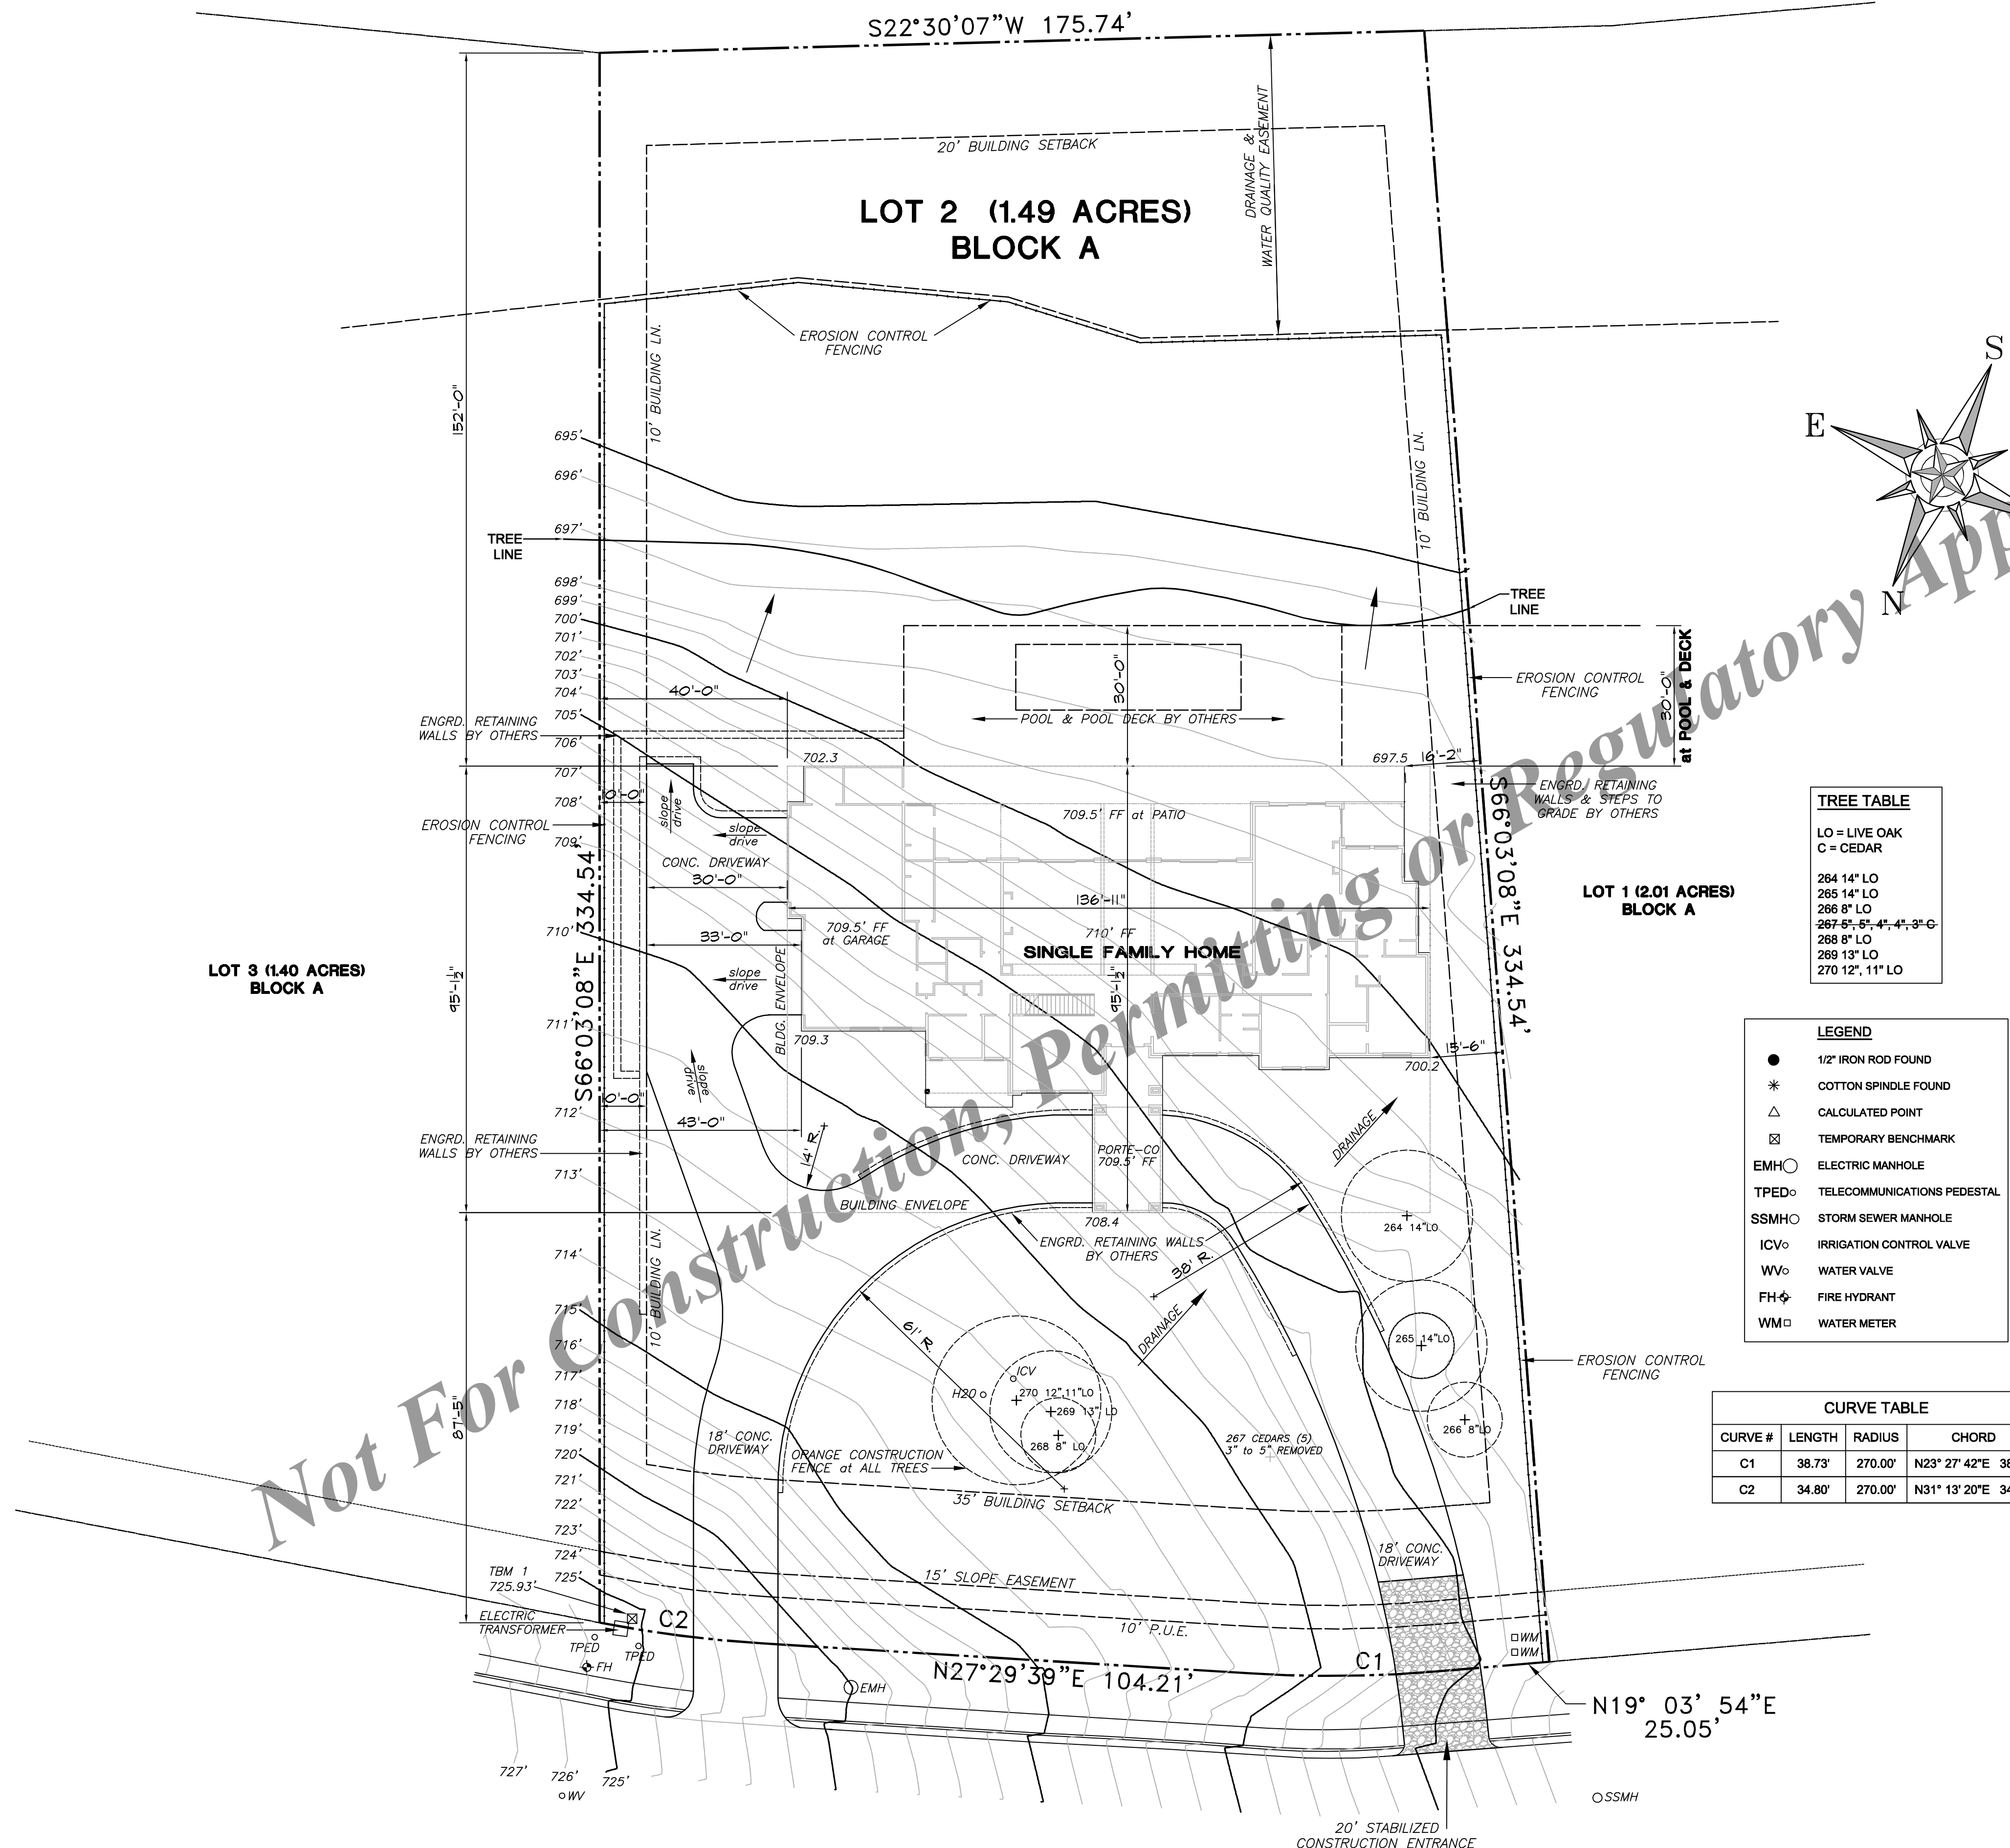 S22°30'07"W 175.74'
20' BUILDING SETBACK
DRAINAGE &
WATER QUALITY EASEMENT
LOT 2 (1.49 ACRES)
BLOCK A
EROSION CONTROL
FENCING
10' BUILDING LN.
10' BUILDING LN.
152'-0"
695'
696'
697'
TREE
LINE
698'
699'
700'
701'
702'
703'
704'
705'
706'
707'
708'
709'
710'
711'
712'
713'
714'
715'
716'
717'
718'
719'
720'
721'
722'
723'
724'
725'
TREE
LINE
S
E
N
40'-0"
30'-0"
30'-0"
at POOL & DECK
POOL & POOL DECK BY OTHERS
EROSION CONTROL
FENCING
ENGRD. RETAINING
WALLS BY OTHERS
702.3
697.5
16'-2"
ENGRD. RETAINING
WALLS & STEPS TO
GRADE BY OTHERS
10'-0"
slope
drive
slope
drive
EROSION CONTROL
FENCING
CONC. DRIVEWAY
30'-0"
709.5' FF at PATIO
136'-11"
S66°03'08"E 334.54'
S66°03'08"E 334.54'
33'-0"
709.5' FF
at GARAGE
710' FF
SINGLE FAMILY HOME
95'-1½"
95'-1½"
BLDG. ENVELOPE
slope
drive
LOT 3 (1.40 ACRES)
BLOCK A
LOT 1 (2.01 ACRES)
BLOCK A
709.3
slope
drive
15'-6"
700.2
10'-0"
43'-0"
14' R.
ENGRD. RETAINING
WALLS BY OTHERS
CONC. DRIVEWAY
PORTE-CO
709.5' FF
DRAINAGE
BUILDING ENVELOPE
708.4
ENGRD. RETAINING WALLS
BY OTHERS
264 14"LO
38' R.
61' R.
DRAINAGE
10' BUILDING LN.
265 14"LO
ICV
H20
270 12",11"LO
269 13" LO
268 8" LO
266 8"LO
267 CEDARS (5)
3" to 5" REMOVED
EROSION CONTROL
FENCING
87'-5"
18' CONC.
DRIVEWAY
ORANGE CONSTRUCTION
FENCE at ALL TREES
35' BUILDING SETBACK
18' CONC.
DRIVEWAY
15' SLOPE EASEMENT
10' P.U.E.
TBM 1
725.93'
ELECTRIC
TRANSFORMER
TPED
TPED
FH
C2
EMH
N27°29'39"E 104.21'
C1
WM
WM
N19° 03' 54"E
25.05'
727'
726'
725'
WV
SSMH
20' STABILIZED
CONSTRUCTION ENTRANCE
TREE TABLE
LO = LIVE OAK
C = CEDAR
264 14" LO
265 14" LO
266 8" LO
267 5", 5", 4", 4", 3" C
268 8" LO
269 13" LO
270 12", 11" LO
LEGEND
1/2" IRON ROD FOUND
COTTON SPINDLE FOUND
CALCULATED POINT
TEMPORARY BENCHMARK
EMH ELECTRIC MANHOLE
TPED TELECOMMUNICATIONS PEDESTAL
SSMH STORM SEWER MANHOLE
ICV IRRIGATION CONTROL VALVE
WV WATER VALVE
FH FIRE HYDRANT
WM WATER METER
CURVE TABLE
CURVE # LENGTH RADIUS CHORD
C1 38.73' 270.00' N23° 27' 42"E 38
C2 34.80' 270.00' N31° 13' 20"E 34
Not For Construction, Permitting or Regulatory App